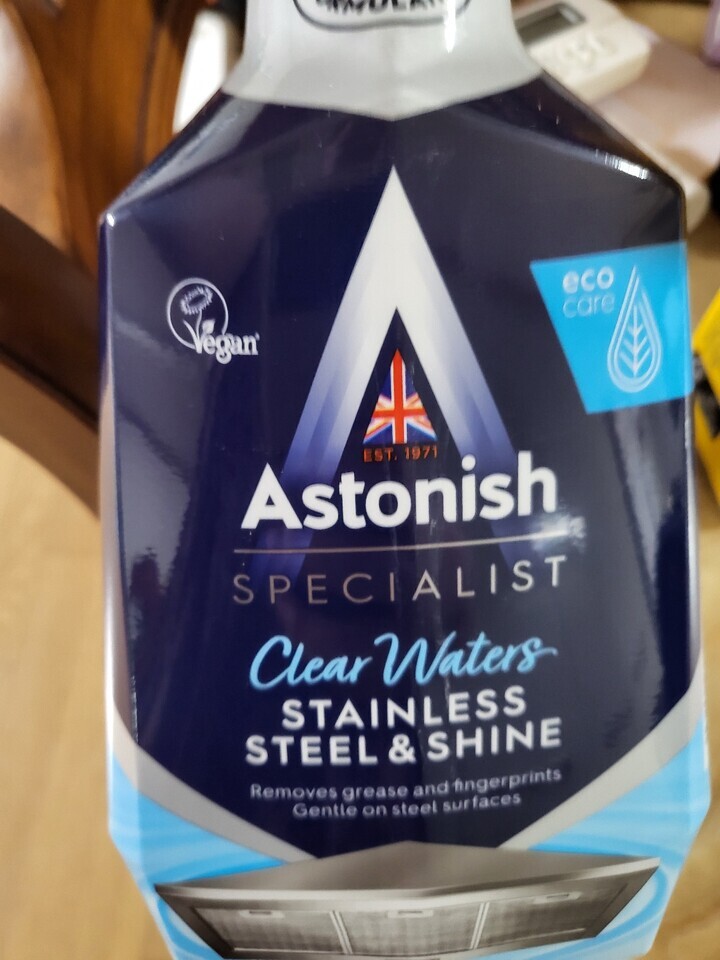 Vegan
eco
care
EST. 1971
Astonish
SPECIALIST
Clear Waters
STAINLESS
STEEL & SHINE
Removes grease and fingerprints
Gentle on steel surfaces